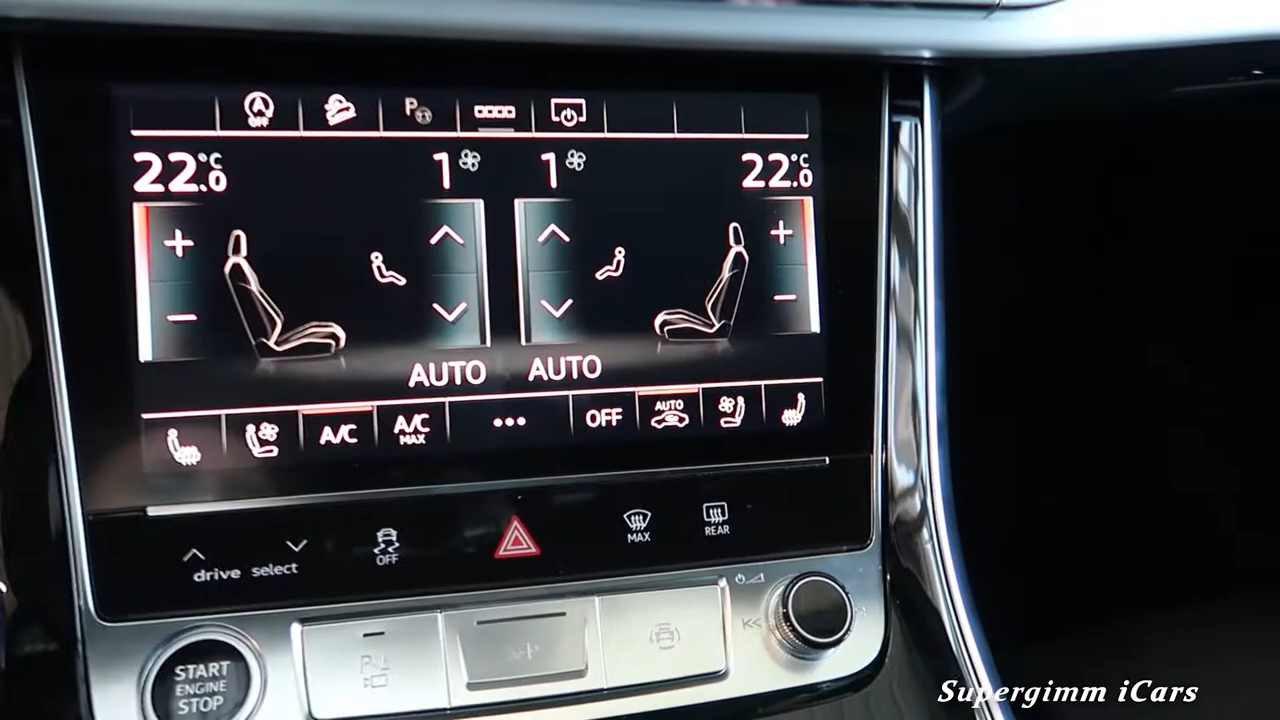 A OFF
P
22.0 °C 1 1 22.0 °C
AUTO AUTO
A/C A/C MAX ••• OFF AUTO
drive select OFF MAX REAR
START
ENGINE
STOP
P
Supergimm iCars